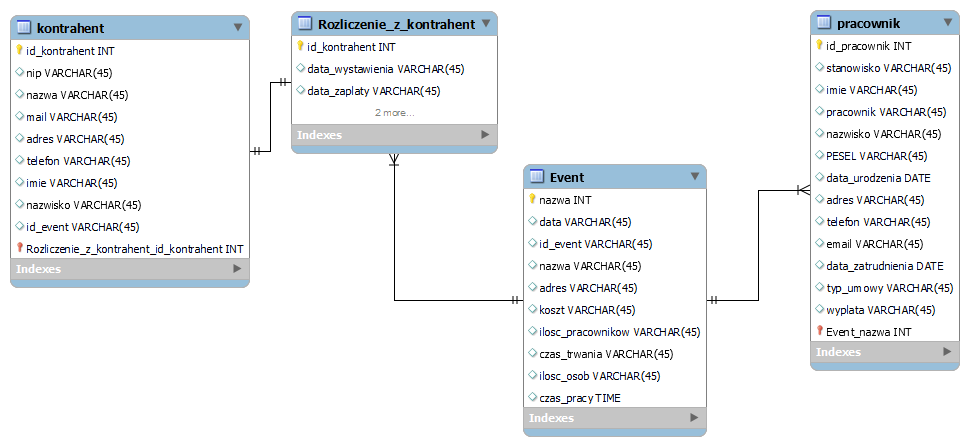 kontrahent
id_kontrahent INT
nip VARCHAR(45)
nazwa VARCHAR(45)
mail VARCHAR(45)
adres VARCHAR(45)
telefon VARCHAR(45)
imie VARCHAR(45)
nazwisko VARCHAR(45)
id_event VARCHAR(45)
Rozliczenie_z_kontrahent_id_kontrahent INT
Indexes
Rozliczenie_z_kontrahent
id_kontrahent INT
data_wystawienia VARCHAR(45)
data_zaplaty VARCHAR(45)
2 more...
Indexes
Event
nazwa INT
data VARCHAR(45)
id_event VARCHAR(45)
nazwa VARCHAR(45)
adres VARCHAR(45)
koszt VARCHAR(45)
ilosc_pracownikow VARCHAR(45)
czas_trwania VARCHAR(45)
ilosc_osob VARCHAR(45)
czas_pracy TIME
Indexes
pracownik
id_pracownik INT
stanowisko VARCHAR(45)
imie VARCHAR(45)
pracownik VARCHAR(45)
nazwisko VARCHAR(45)
PESEL VARCHAR(45)
data_urodzenia DATE
adres VARCHAR(45)
telefon VARCHAR(45)
email VARCHAR(45)
data_zatrudnienia DATE
typ_umowy VARCHAR(45)
wyplata VARCHAR(45)
Event_nazwa INT
Indexes